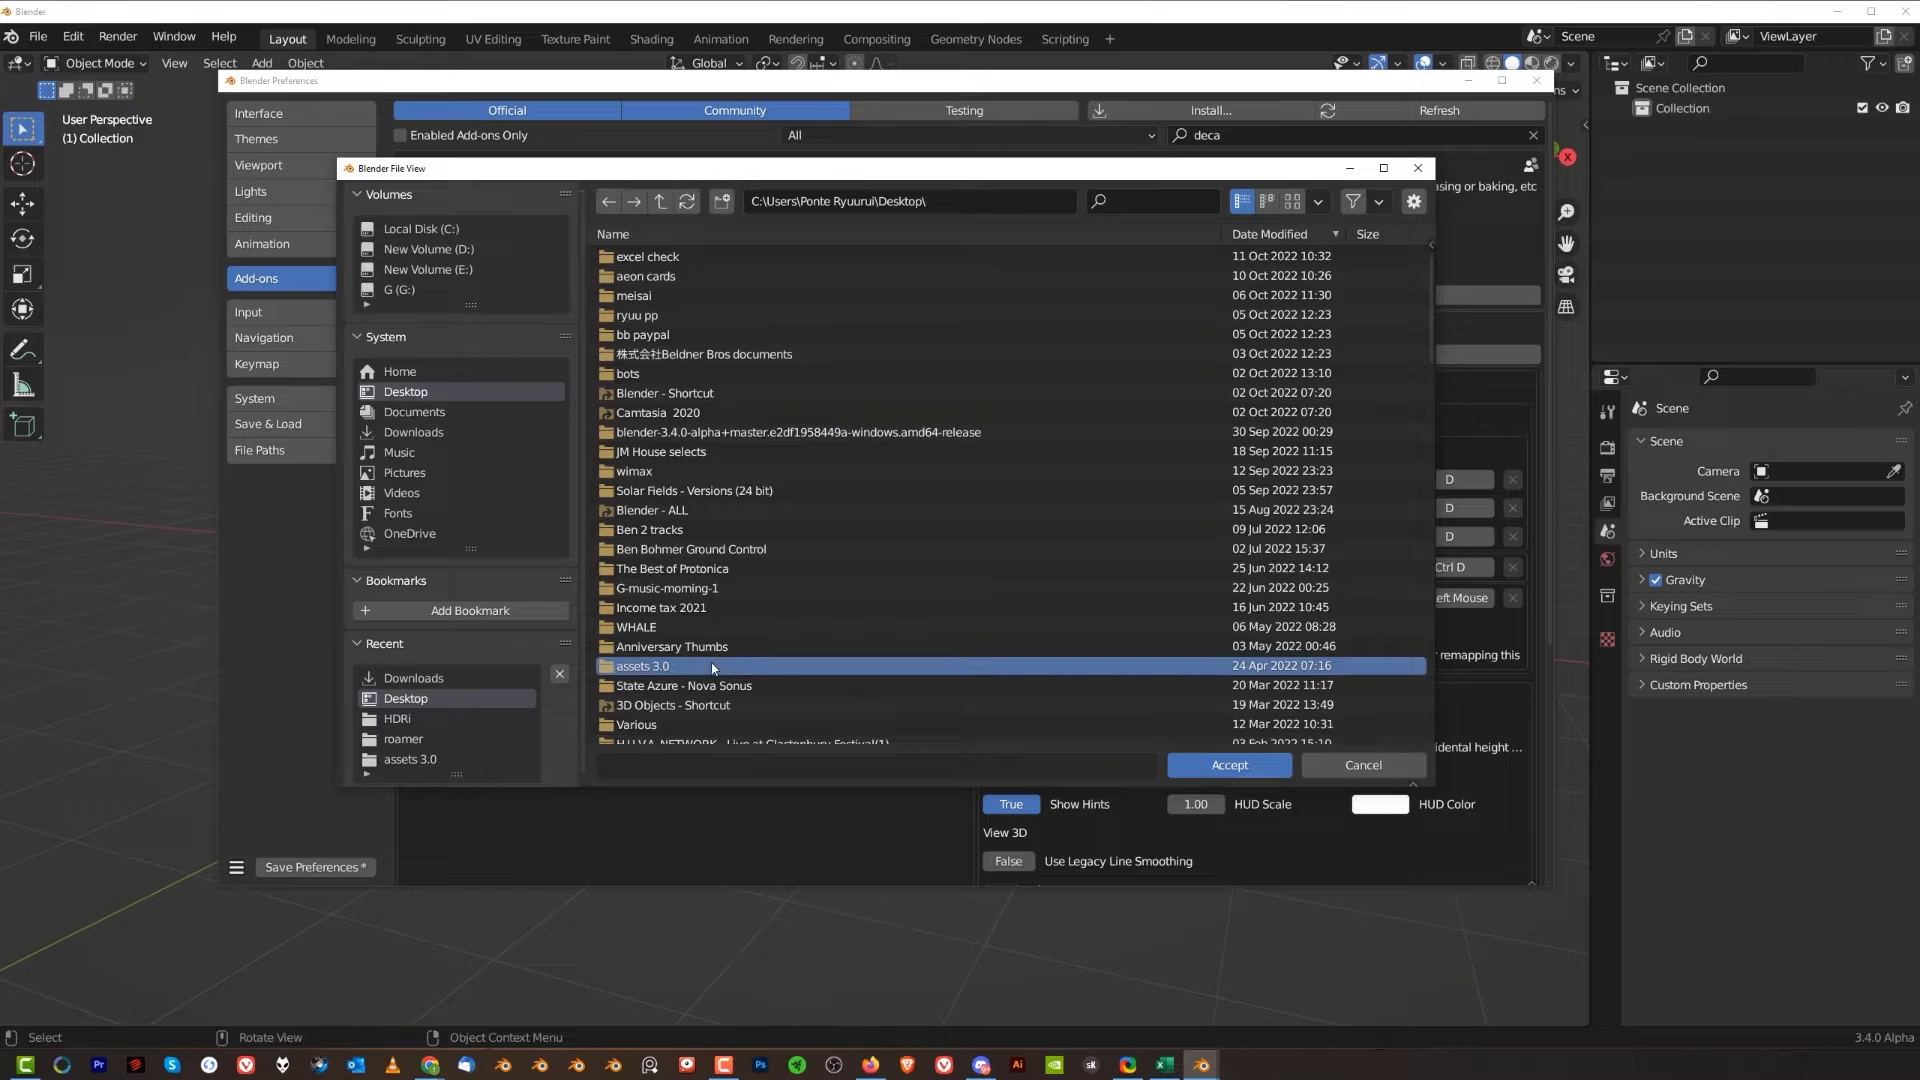 Blender
File Edit Render Window Help Layout Modeling Sculpting UV Editing Texture Paint Shading Animation Rendering Compositing Geometry Nodes Scripting + Scene ViewLayer
Object Mode View Select Add Object Global
Blender Preferences
User Perspective
(1) Collection
Scene Collection
Collection
Interface
Themes
Viewport
Lights
Editing
Animation
Add-ons
Input
Navigation
Keymap
System
Save & Load
File Paths
Save Preferences *
Official Community Testing Install... Refresh
Enabled Add-ons Only All deca
asing or baking, etc
Blender File View
Volumes
Local Disk (C:)
New Volume (D:)
New Volume (E:)
G (G:)
System
Home
Desktop
Documents
Downloads
Music
Pictures
Videos
Fonts
OneDrive
Bookmarks
Add Bookmark
Recent
Downloads
Desktop
HDRi
roamer
assets 3.0
C:\Users\Ponte Ryuurui\Desktop\
Name Date Modified Size
excel check 11 Oct 2022 10:32
aeon cards 10 Oct 2022 10:26
meisai 06 Oct 2022 11:30
ryuu pp 05 Oct 2022 12:23
bb paypal 05 Oct 2022 12:23
株式会社Beldner Bros documents 03 Oct 2022 12:23
bots 02 Oct 2022 13:10
Blender - Shortcut 02 Oct 2022 07:20
Camtasia 2020 02 Oct 2022 07:20
blender-3.4.0-alpha+master.e2df1958449a-windows.amd64-release 30 Sep 2022 00:29
JM House selects 18 Sep 2022 11:15
wimax 12 Sep 2022 23:23
Solar Fields - Versions (24 bit) 05 Sep 2022 23:57
Blender - ALL 15 Aug 2022 23:24
Ben 2 tracks 09 Jul 2022 12:06
Ben Bohmer Ground Control 02 Jul 2022 15:37
The Best of Protonica 25 Jun 2022 14:12
G-music-morning-1 22 Jun 2022 00:25
Income tax 2021 16 Jun 2022 10:45
WHALE 06 May 2022 08:28
Anniversary Thumbs 03 May 2022 00:46
assets 3.0 24 Apr 2022 07:16
State Azure - Nova Sonus 20 Mar 2022 11:17
3D Objects - Shortcut 19 Mar 2022 13:49
Various 12 Mar 2022 10:31
Accept Cancel
D
D
D
Ctrl D
eft Mouse
r remapping this
idental height ...
True Show Hints 1.00 HUD Scale HUD Color
View 3D
False Use Legacy Line Smoothing
Scene
Scene
Camera
Background Scene
Active Clip
Units
Gravity
Keying Sets
Audio
Rigid Body World
Custom Properties
Select Rotate View Object Context Menu 3.4.0 Alpha